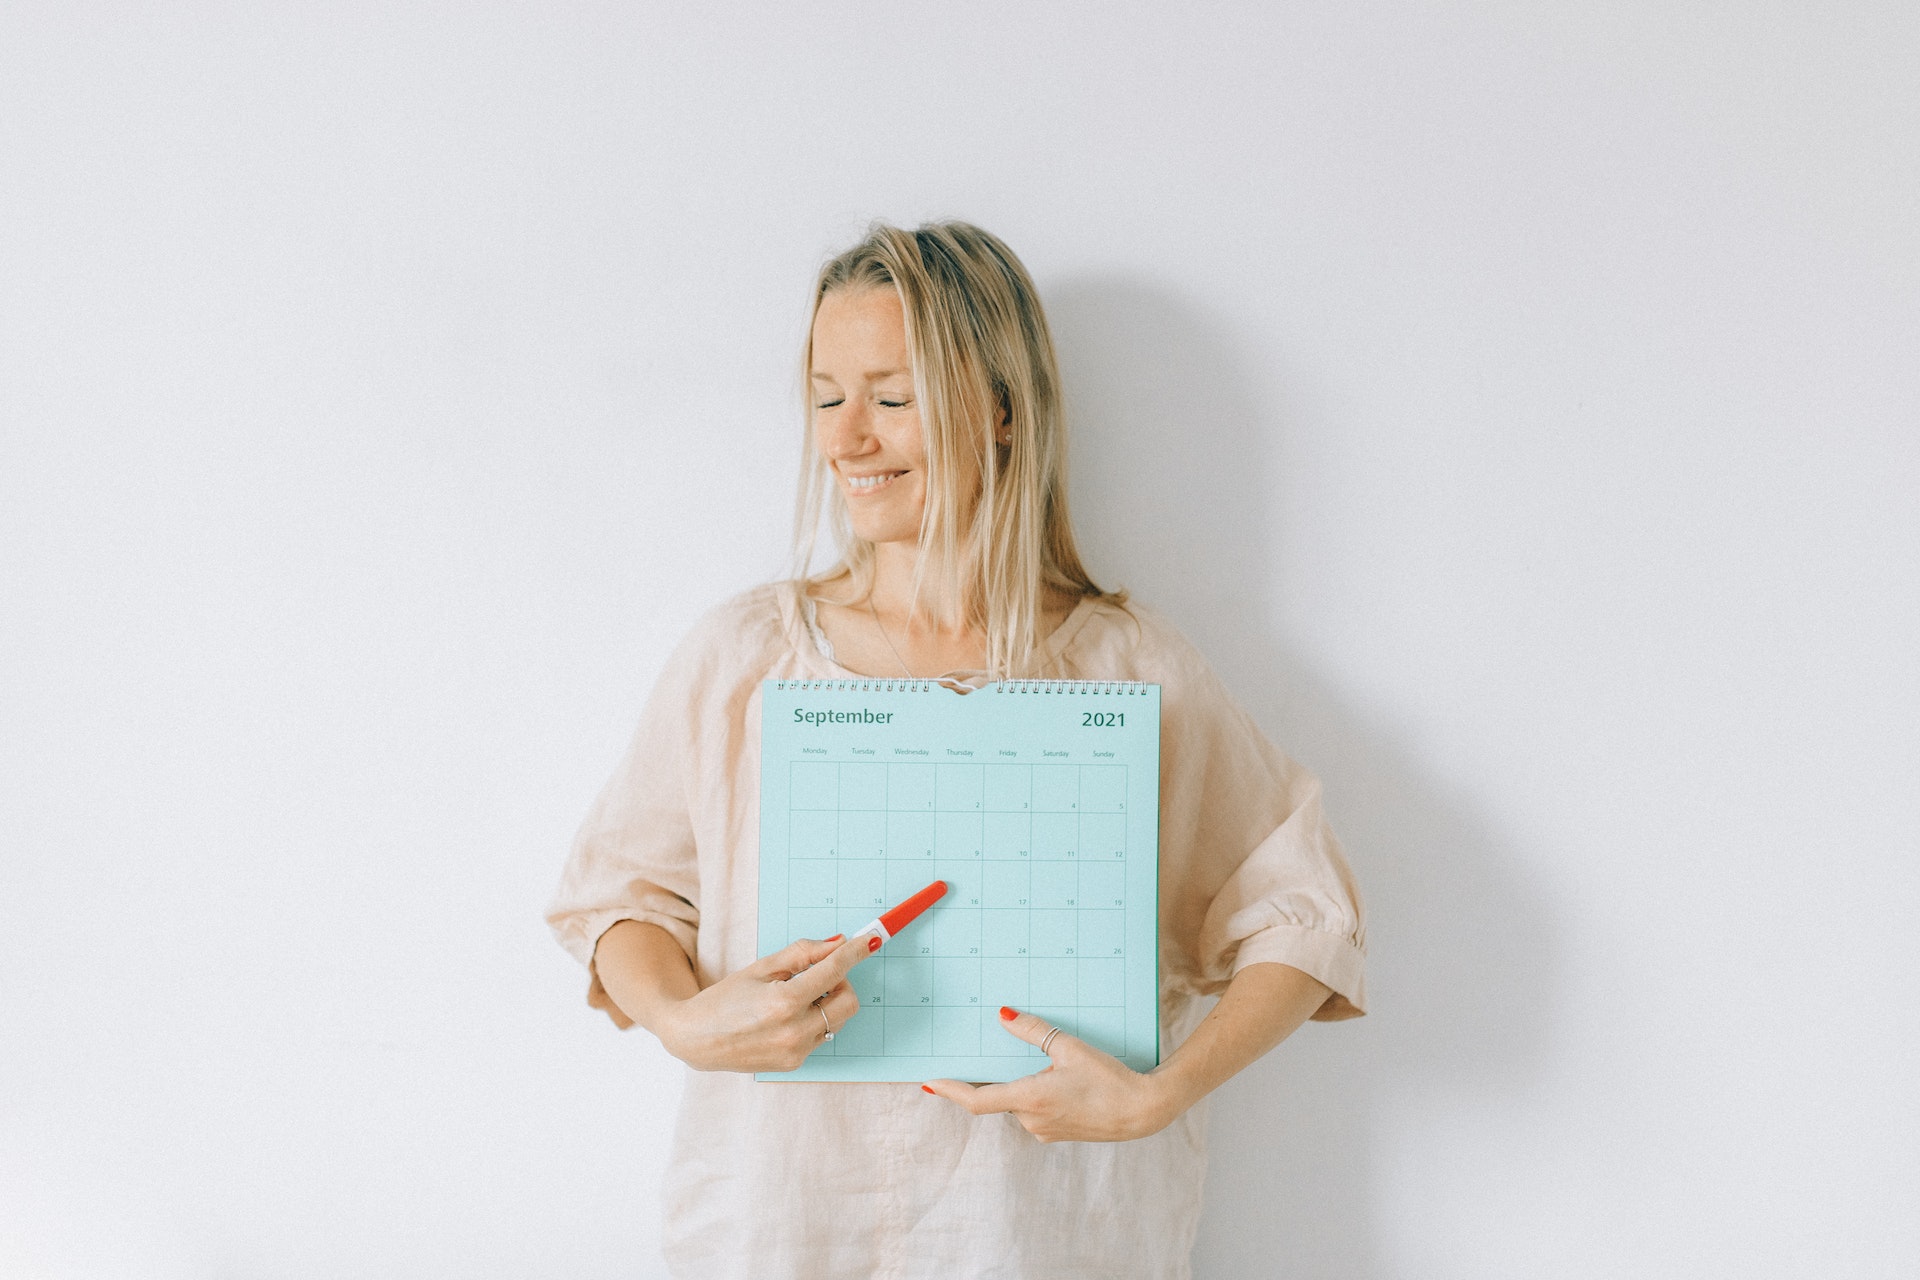 September 2021
Monday Tuesday Wednesday Thursday Friday Saturday Sunday
1 2 3 4 5
6 7 8 9 10 11 12
13 14 16 17 18 19
22 23 24 25 26
28 29 30